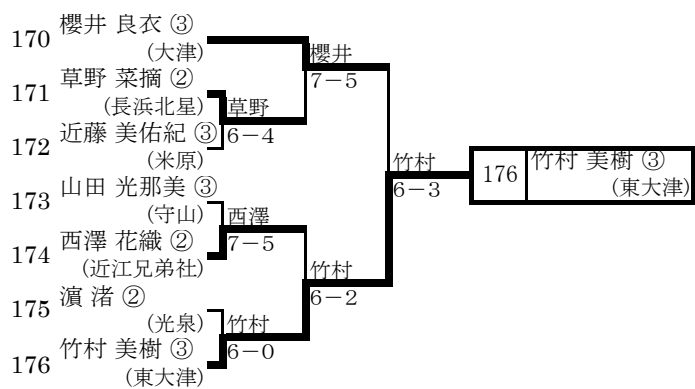 170 櫻井 良衣 ③
(大津)
櫻井
7－5
171 草野 菜摘 ②
(長浜北星)
草野
6－4
172 近藤 美佑紀 ③
(米原)
竹村
6－3
176 竹村 美樹 ③
(東大津)
173 山田 光那美 ③
(守山)
西澤
7－5
174 西澤 花織 ②
(近江兄弟社)
竹村
6－2
175 濵 渚 ②
(光泉)
竹村
6－0
176 竹村 美樹 ③
(東大津)